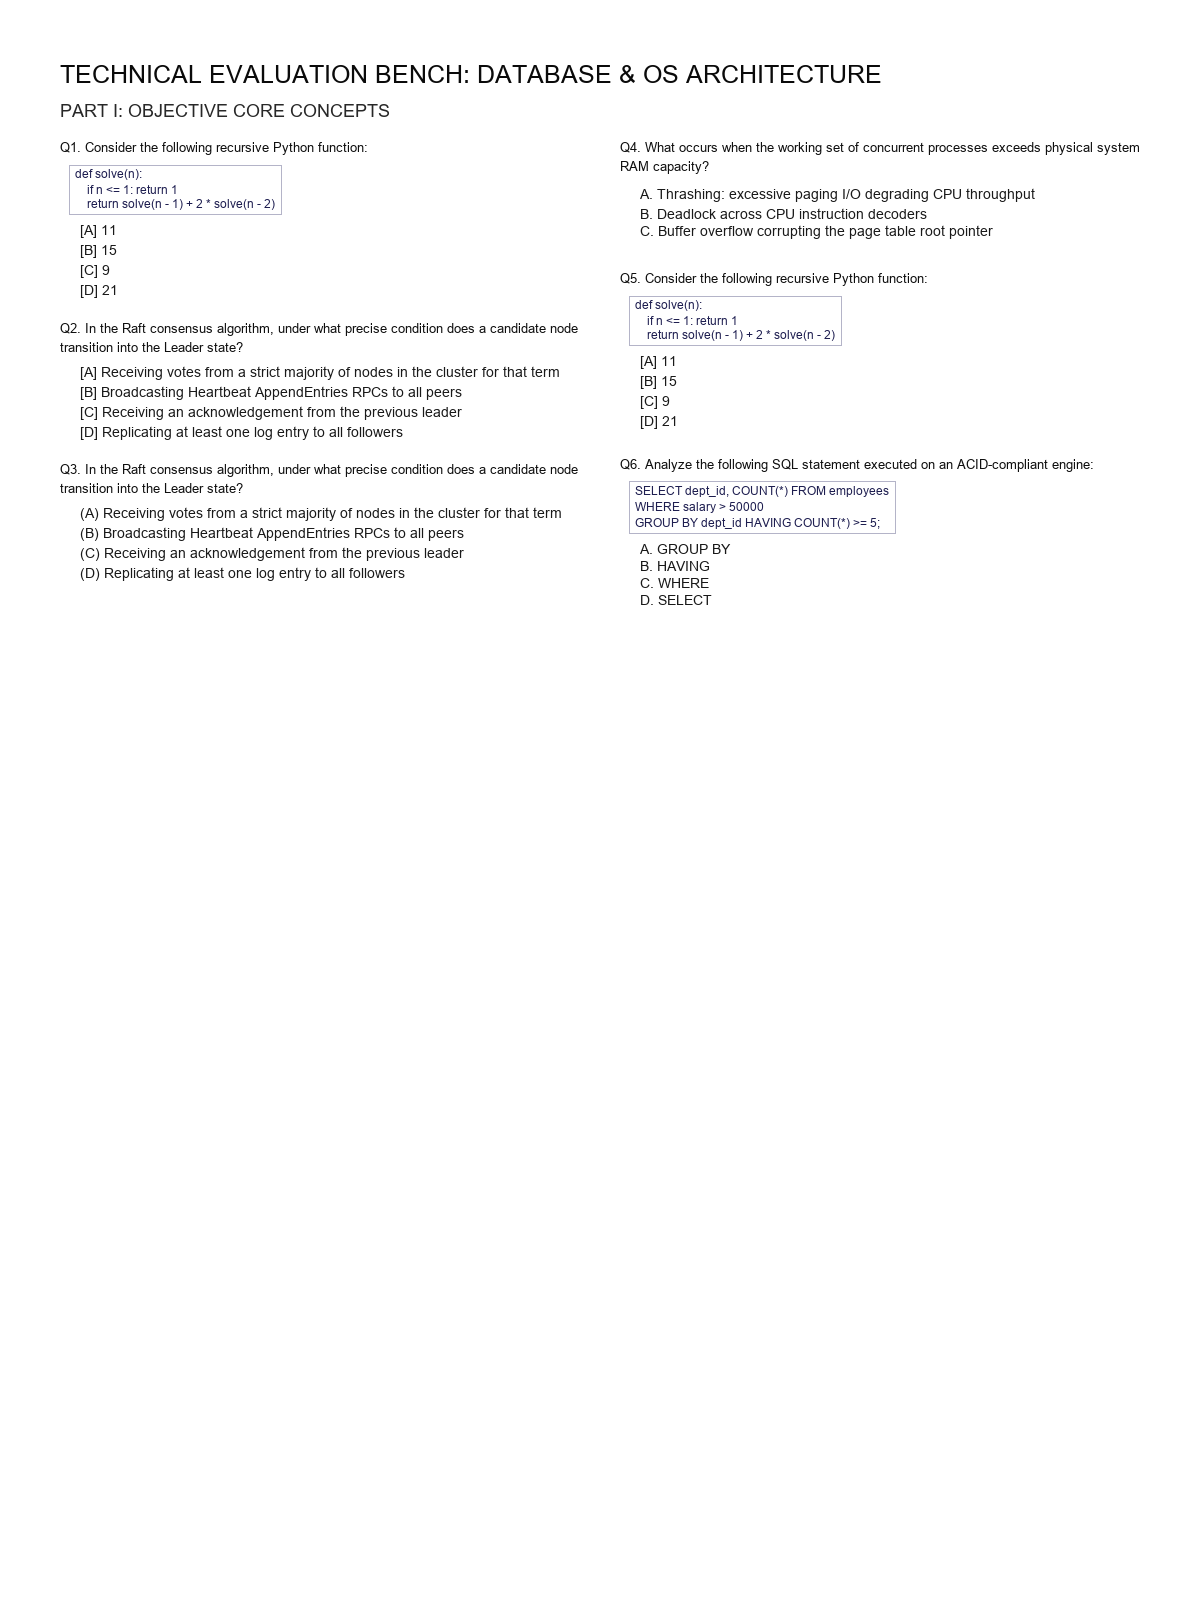 TECHNICAL EVALUATION BENCH: DATABASE & OS ARCHITECTURE
PART I: OBJECTIVE CORE CONCEPTS
Q1. Consider the following recursive Python function:
def solve(n):
    if n <= 1: return 1
    return solve(n - 1) + 2 * solve(n - 2)
[A] 11
[B] 15
[C] 9
[D] 21
Q2. In the Raft consensus algorithm, under what precise condition does a candidate node
transition into the Leader state?
[A] Receiving votes from a strict majority of nodes in the cluster for that term
[B] Broadcasting Heartbeat AppendEntries RPCs to all peers
[C] Receiving an acknowledgement from the previous leader
[D] Replicating at least one log entry to all followers
Q3. In the Raft consensus algorithm, under what precise condition does a candidate node
transition into the Leader state?
(A) Receiving votes from a strict majority of nodes in the cluster for that term
(B) Broadcasting Heartbeat AppendEntries RPCs to all peers
(C) Receiving an acknowledgement from the previous leader
(D) Replicating at least one log entry to all followers
Q4. What occurs when the working set of concurrent processes exceeds physical system
RAM capacity?
A. Thrashing: excessive paging I/O degrading CPU throughput
B. Deadlock across CPU instruction decoders
C. Buffer overflow corrupting the page table root pointer
Q5. Consider the following recursive Python function:
def solve(n):
    if n <= 1: return 1
    return solve(n - 1) + 2 * solve(n - 2)
[A] 11
[B] 15
[C] 9
[D] 21
Q6. Analyze the following SQL statement executed on an ACID-compliant engine:
SELECT dept_id, COUNT(*) FROM employees
WHERE salary > 50000
GROUP BY dept_id HAVING COUNT(*) >= 5;
A. GROUP BY
B. HAVING
C. WHERE
D. SELECT